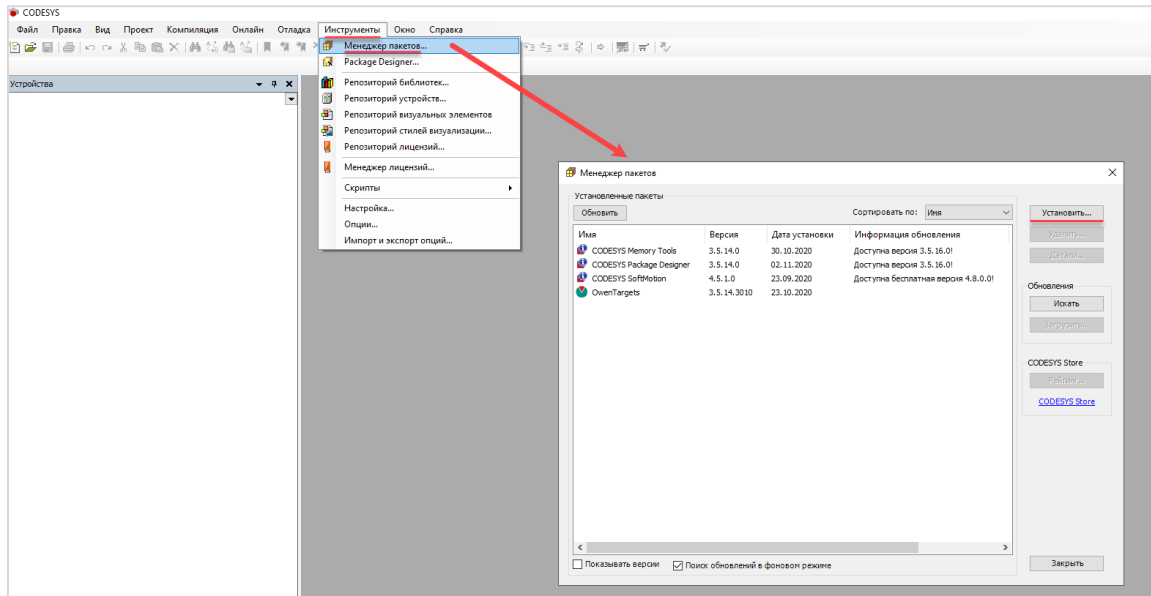 CODESYS
Файл Правка Вид Проект Компиляция Онлайн Отладка Инструменты Окно Справка
Устройства
Менеджер пакетов...
Package Designer...
Репозиторий библиотек...
Репозиторий устройств...
Репозиторий визуальных элементов
Репозиторий стилей визуализации...
Репозиторий лицензий...
Менеджер лицензий...
Скрипты
Настройка...
Опции...
Импорт и экспорт опций...
Менеджер пакетов
Установленные пакеты
Обновить Сортировать по: Имя Установить...
Имя Версия Дата установки Информация обновления Удалить...
CODESYS Memory Tools 3.5.14.0 30.10.2020 Доступна версия 3.5.16.0!
CODESYS Package Designer 3.5.14.0 02.11.2020 Доступна версия 3.5.16.0!
CODESYS SoftMotion 4.5.1.0 23.09.2020 Доступна бесплатная версия 4.8.0.0!
OwenTargets 3.5.14.3010 23.10.2020
Детали...
Обновления
Искать
Загрузить...
CODESYS Store
Рейтинг...
CODESYS Store
Показывать версии Поиск обновлений в фоновом режиме Закрыть